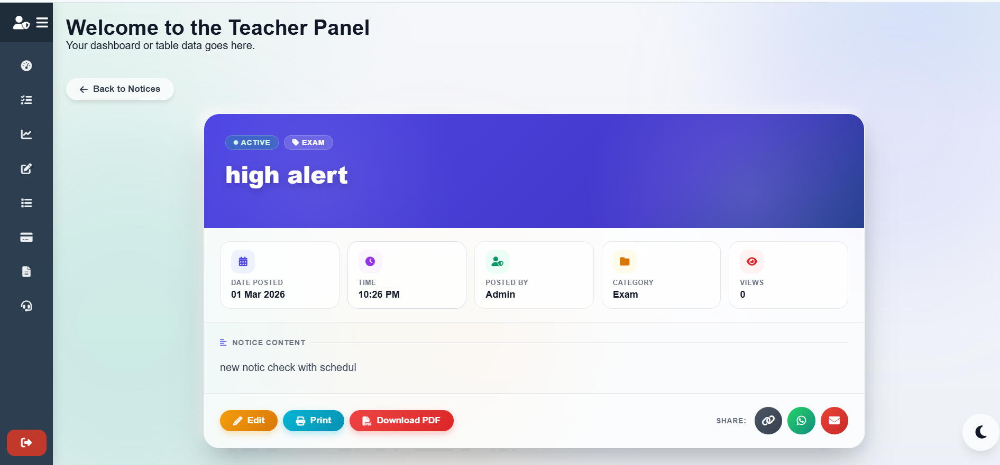 Welcome to the Teacher Panel
Your dashboard or table data goes here.
Back to Notices
ACTIVE
EXAM
high alert
DATE POSTED
01 Mar 2026
TIME
10:26 PM
POSTED BY
Admin
CATEGORY
Exam
VIEWS
0
NOTICE CONTENT
new notic check with schedul
Edit
Print
PDF
Download PDF
SHARE: